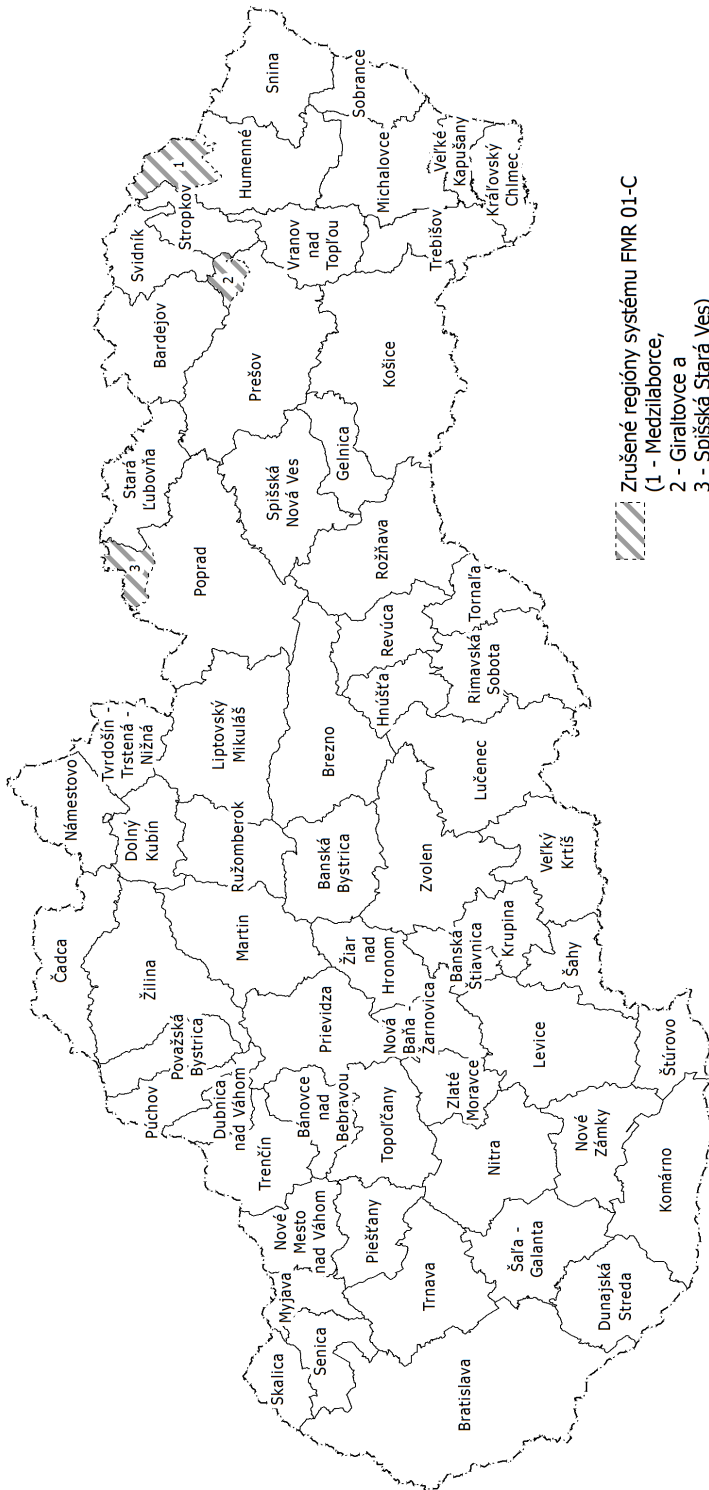 Námestovo
Čadca
Tvrdošín -
Trstená -
Nižná
Dolný
Kubín
Žilina
Púchov
Považská
Bystrica
Dubnica
nad Váhom
Trenčín
Bánovce
nad
Bebravou
Nové
Mesto
nad Váhom
Myjava
Skalica
Senica
Piešťany
Topoľčany
Prievidza
Martin
Ružomberok
Liptovský
Mikuláš
Poprad
3
Stará
Ľubovňa
Bardejov
Svidník
Stropkov
1
2
Snina
Humenné
Sobrance
Michalovce
Vranov
nad
Topľou
Prešov
Spišská
Nová Ves
Gelnica
Košice
Trebišov
Veľké
Kapušany
Kráľovský
Chlmec
Rožňava
Revúca
Hnúšťa
Tornaľa
Rimavská
Sobota
Brezno
Banská
Bystrica
Lučenec
Zvolen
Veľký
Krtíš
Žiar
nad
Hronom
Banská
Štiavnica
Krupina
Šahy
Nová
Baňa -
Žarnovica
Zlaté
Moravce
Levice
Štúrovo
Nitra
Nové
Zámky
Komárno
Trnava
Šaľa -
Galanta
Dunajská
Streda
Bratislava
Zrušené regióny systému FMR 01-C
(1 - Medzilaborce,
2 - Giraltovce a
3 - Spišská Stará Ves)